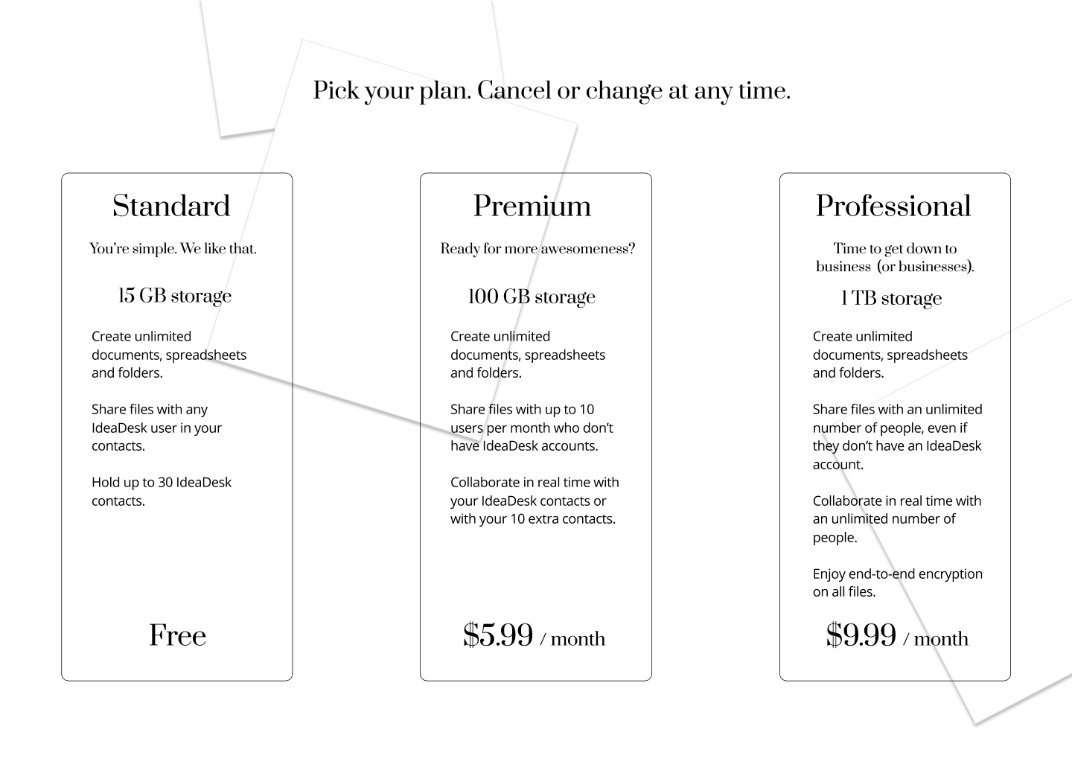 Pick your plan. Cancel or change at any time.
Standard
You're simple. We like that.
15 GB storage
Create unlimited
documents, spreadsheets
and folders.
Share files with any
IdeaDesk user in your
contacts.
Hold up to 30 IdeaDesk
contacts.
Free
Premium
Ready for more awesomeness?
100 GB storage
Create unlimited
documents, spreadsheets
and folders.
Share files with up to 10
users per month who don't
have IdeaDesk accounts.
Collaborate in real time with
your IdeaDesk contacts or
with your 10 extra contacts.
$5.99 / month
Professional
Time to get down to
business (or businesses).
1 TB storage
Create unlimited
documents, spreadsheets
and folders.
Share files with an unlimited
number of people, even if
they don't have an IdeaDesk
account.
Collaborate in real time with
an unlimited number of
people.
Enjoy end-to-end encryption
on all files.
$9.99 / month